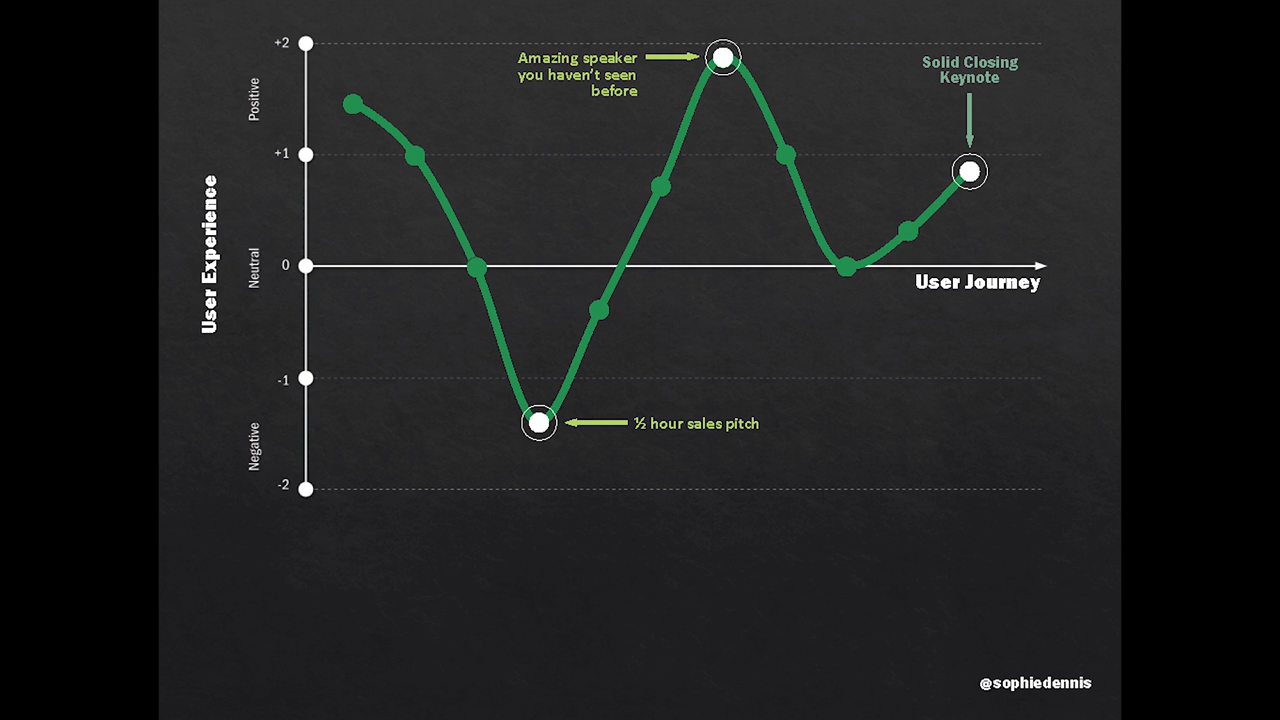 +2
Amazing speaker
you haven't seen
before
Solid Closing
Keynote
Positive
+1
User Experience
Neutral
0
User Journey
-1
½ hour sales pitch
Negative
-2
@sophiedennis